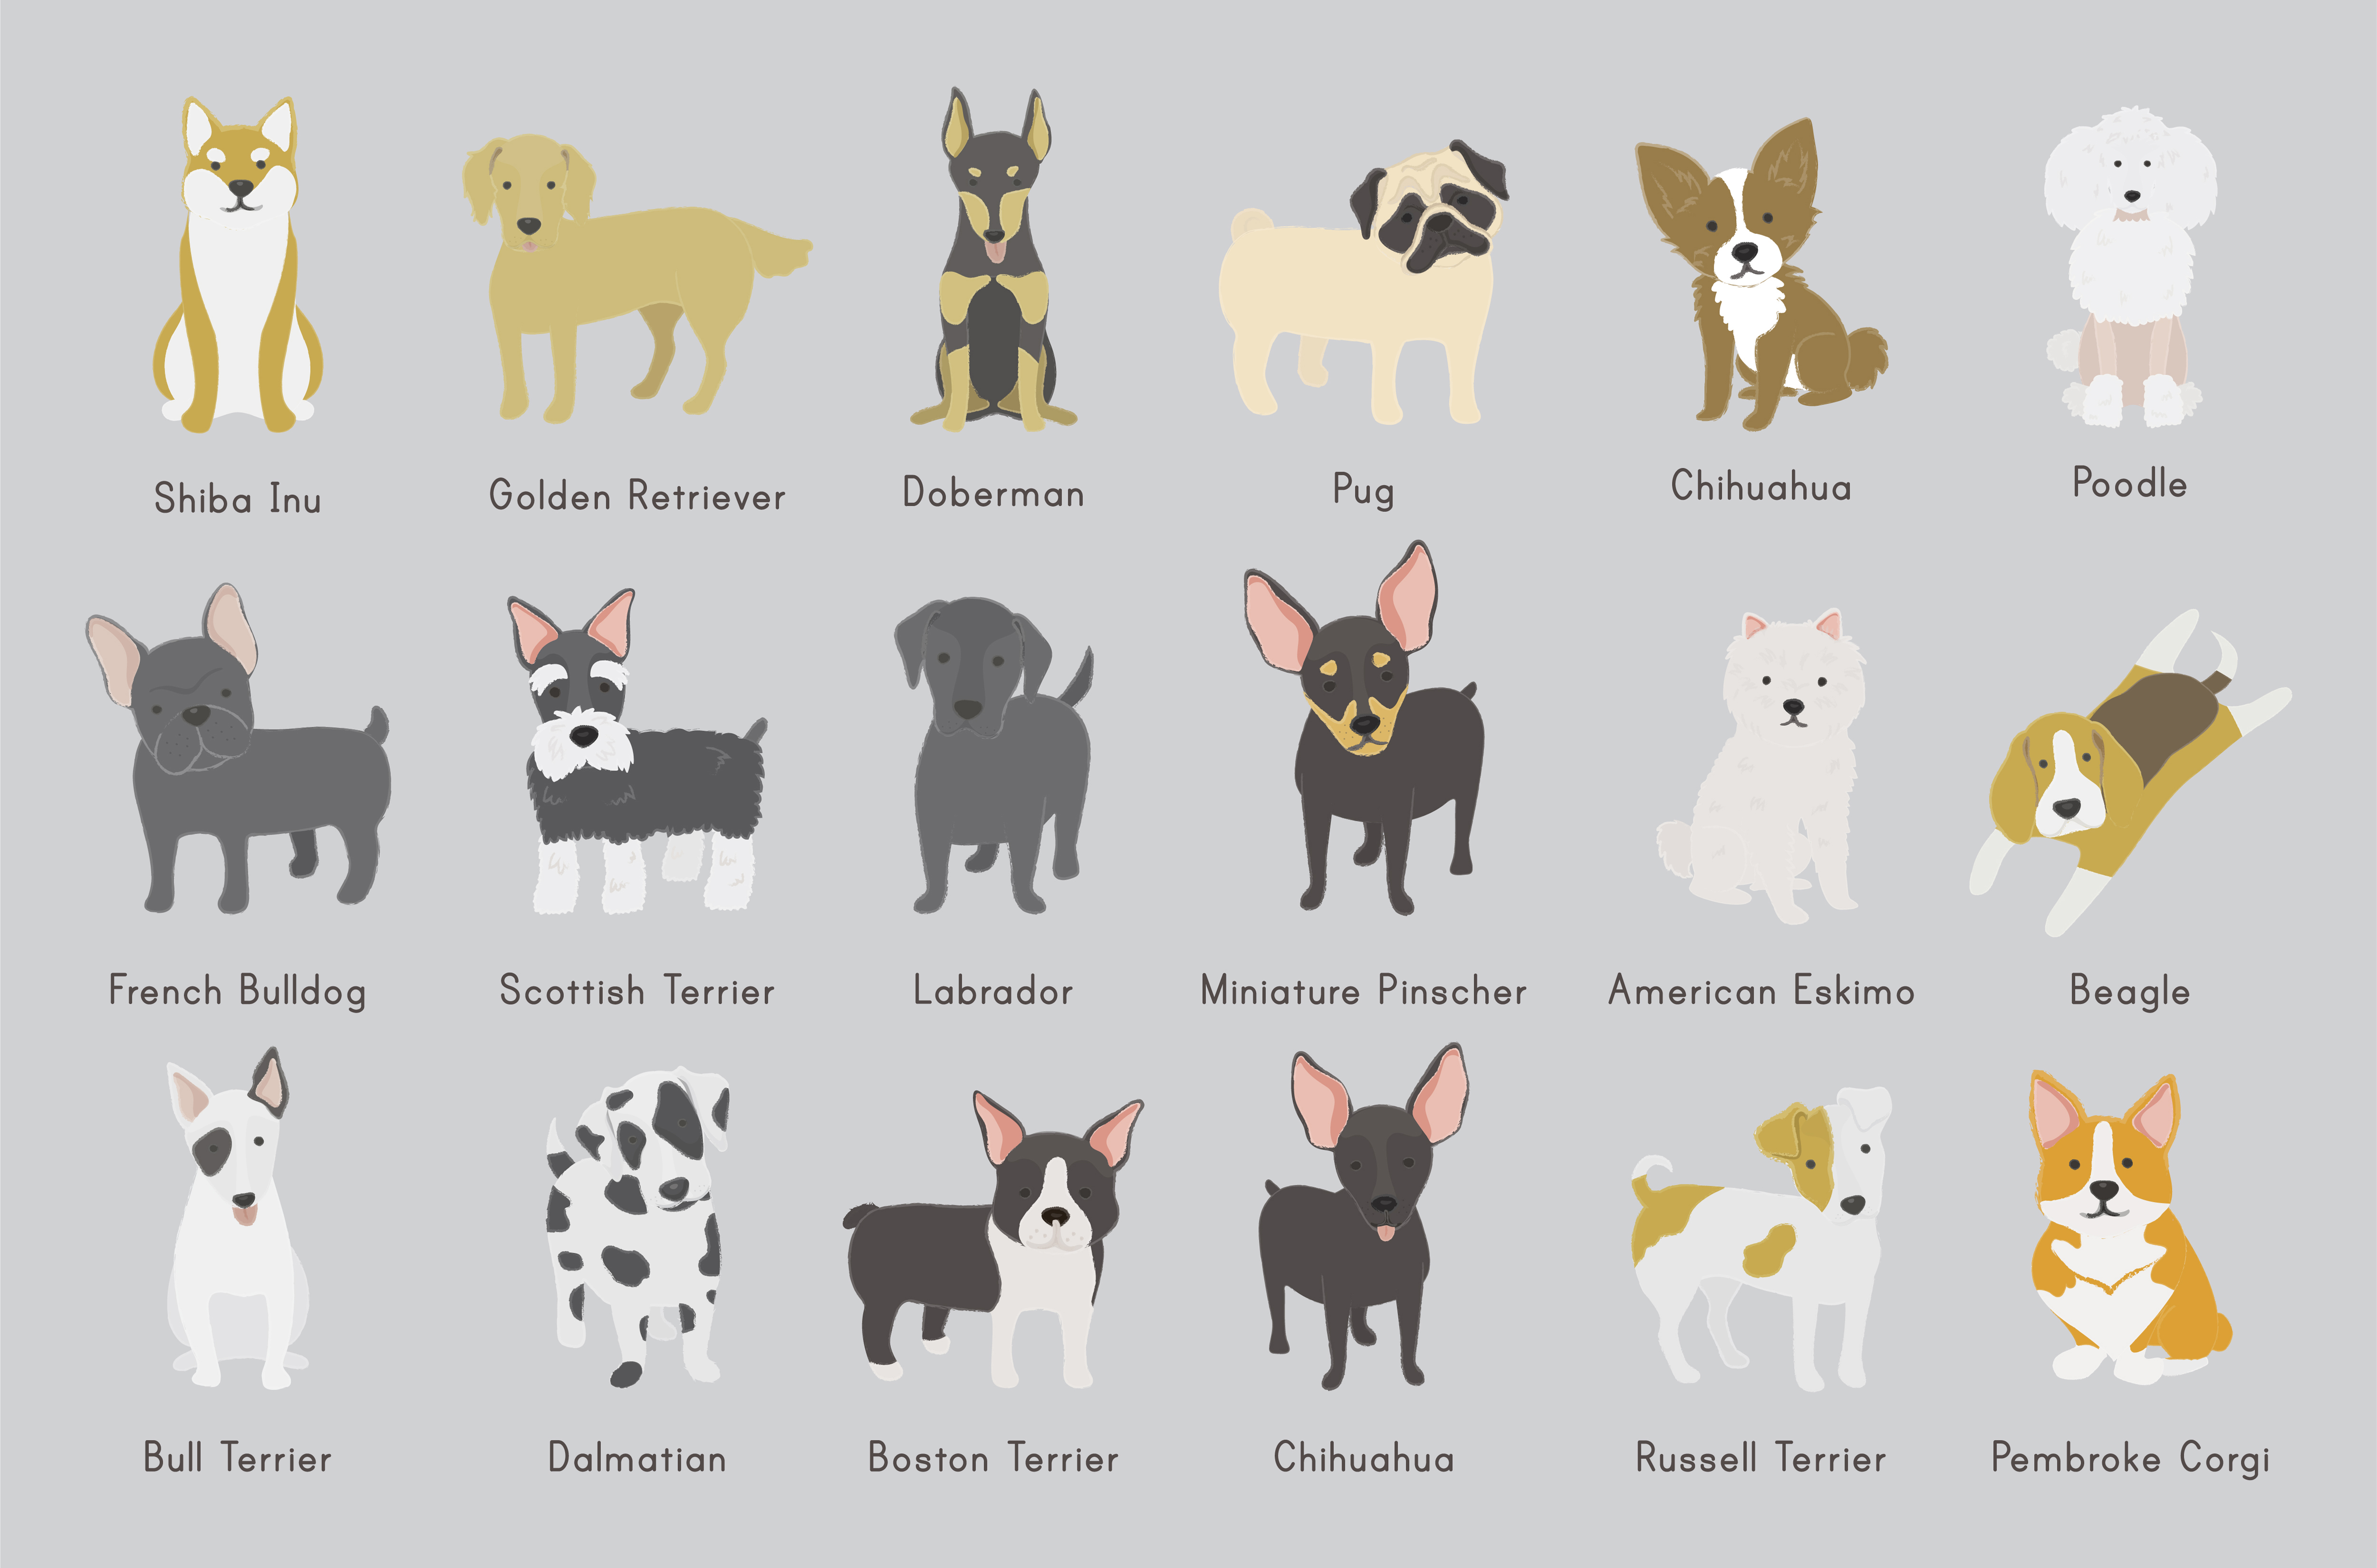 Shiba Inu
Golden Retriever
Doberman
Pug
Chihuahua
Poodle
French Bulldog
Scottish Terrier
Labrador
Miniature Pinscher
American Eskimo
Beagle
Bull Terrier
Dalmatian
Boston Terrier
Chihuahua
Russell Terrier
Pembroke Corgi